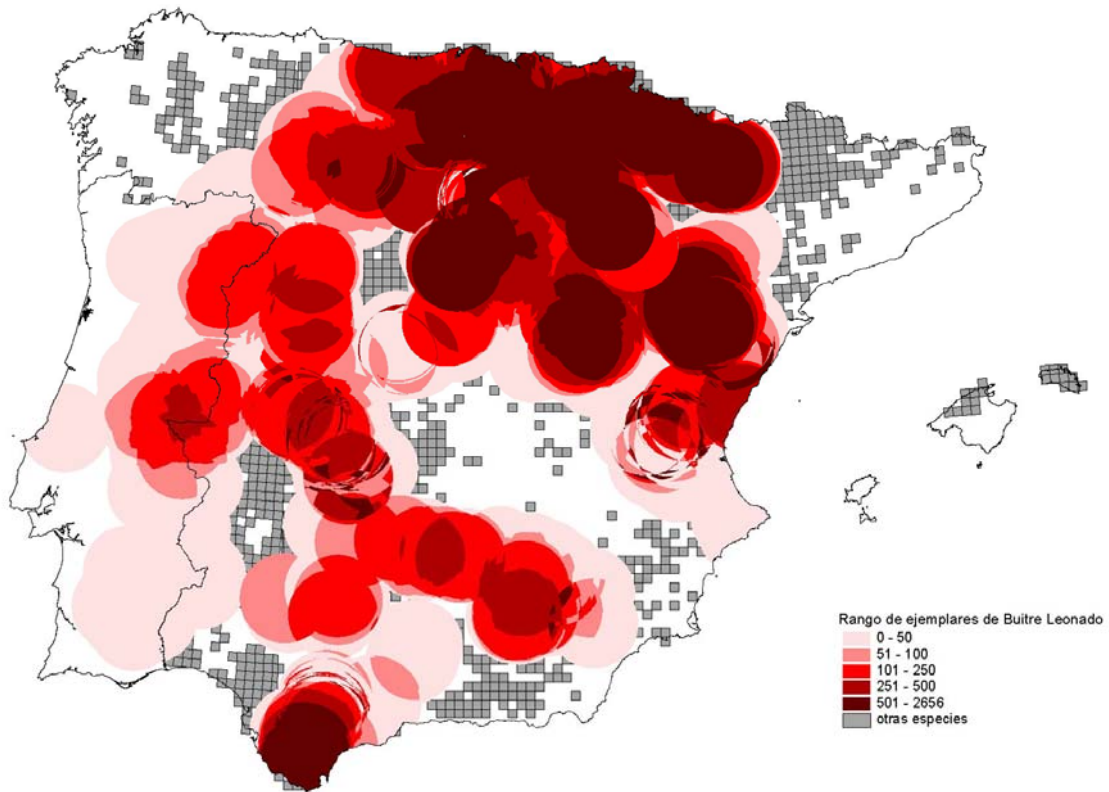 Rango de ejemplares de Buitre Leonado
0 - 50
51 - 100
101 - 250
251 - 500
501 - 2656
otras especies